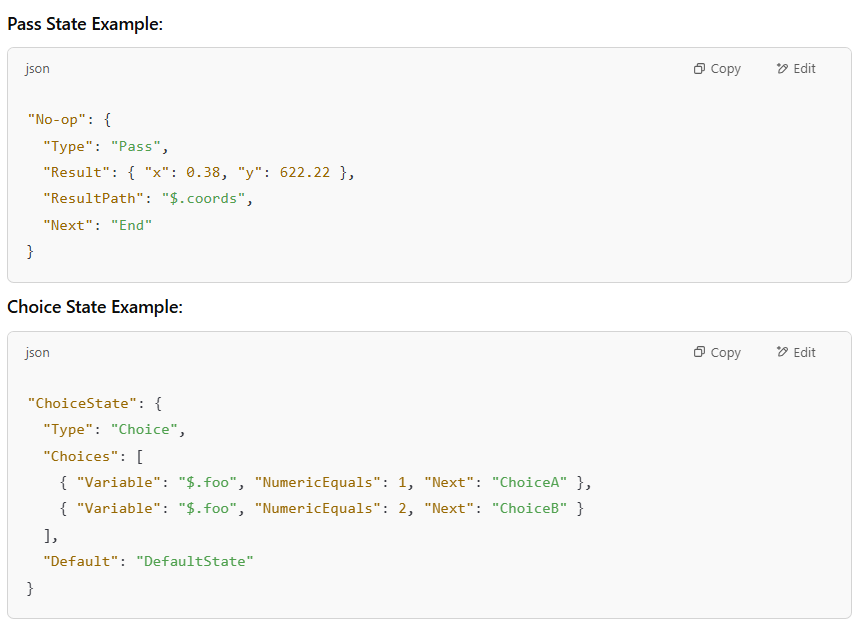 Pass State Example:
json
Copy
Edit
"No-op": {
"Type": "Pass",
"Result": { "x": 0.38, "y": 622.22 },
"ResultPath": "$.coords",
"Next": "End"
}
Choice State Example:
json
Copy
Edit
"ChoiceState": {
"Type": "Choice",
"Choices": [
{ "Variable": "$.foo", "NumericEquals": 1, "Next": "ChoiceA" },
{ "Variable": "$.foo", "NumericEquals": 2, "Next": "ChoiceB" }
],
"Default": "DefaultState"
}